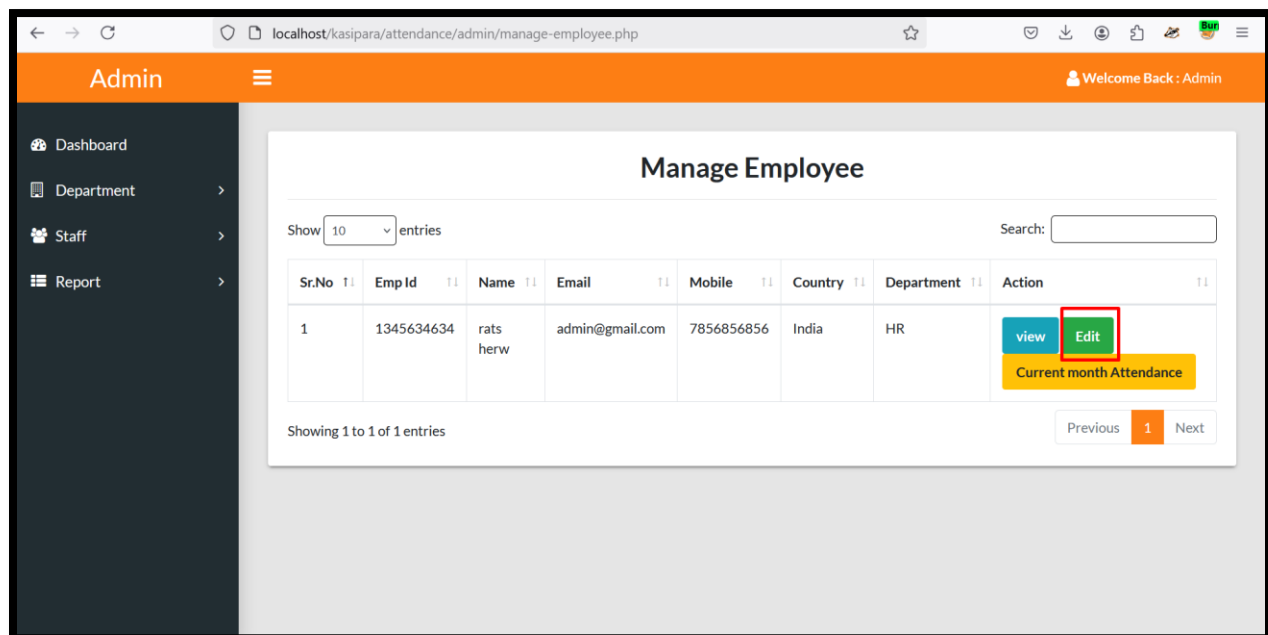 localhost/kasipara/attendance/admin/manage-employee.php
Bur
Admin
Welcome Back : Admin
Dashboard
Department
Staff
Report
Manage Employee
Show 10 entries
Search:
Sr.No Emp Id Name Email Mobile Country Department Action
1 1345634634 rats admin@gmail.com 7856856856 India HR view Edit
herw
Current month Attendance
Showing 1 to 1 of 1 entries
Previous 1 Next